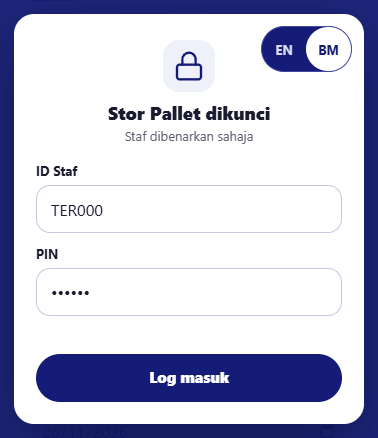 EN BM
Stor Pallet dikunci
Staf dibenarkan sahaja
ID Staf
TER000
PIN
••••••
Log masuk